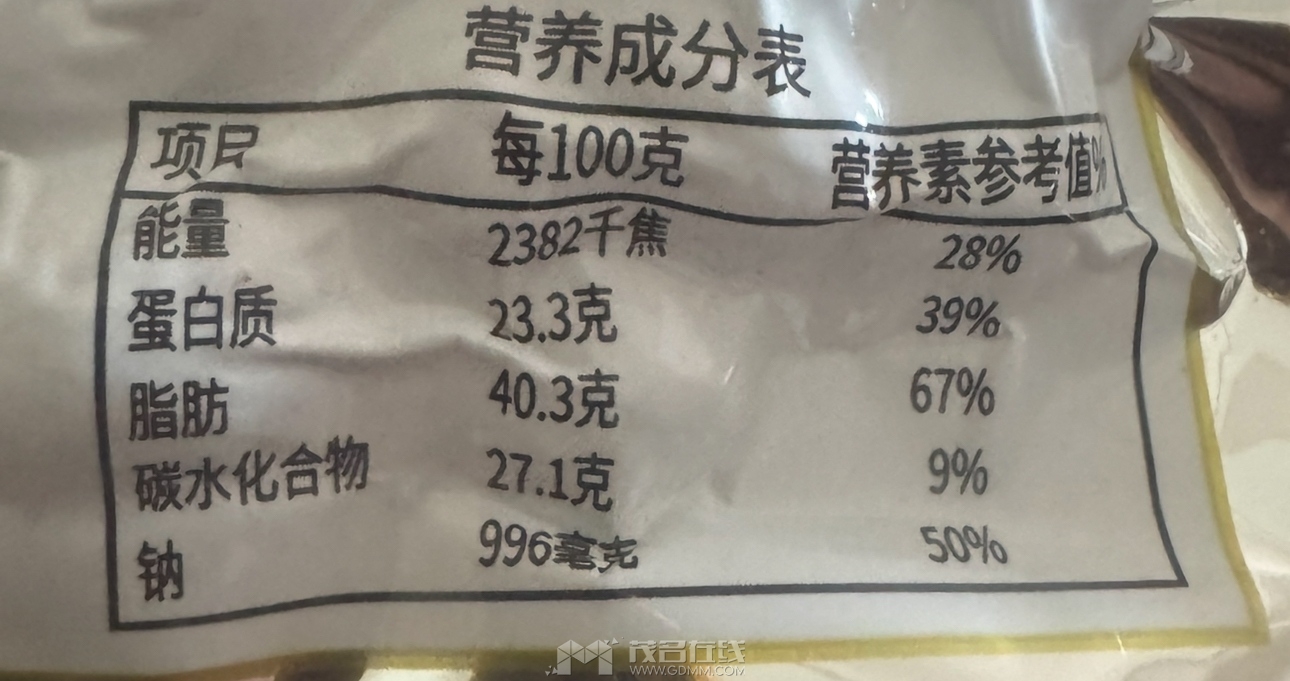 营养成分表
项目 每100克 营养素参考值%
能量 2382千焦 28%
蛋白质 23.3克 39%
脂肪 40.3克 67%
碳水化合物 27.1克 9%
钠 996毫克 50%
茂名在线
WWW.GDMM.COM